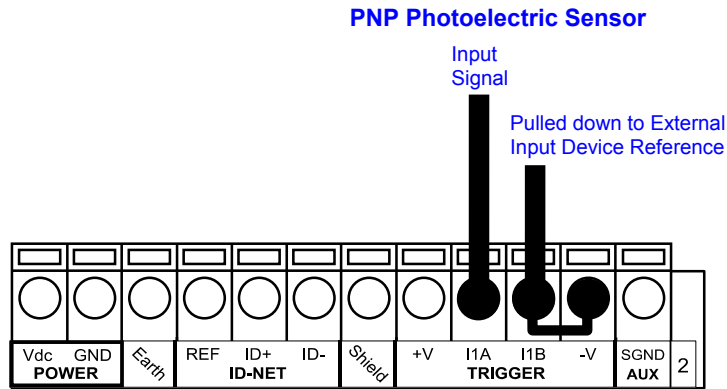 PNP Photoelectric Sensor
Input
Signal
Pulled down to External
Input Device Reference
Vdc GND Earth REF ID+ ID- Shield +V I1A I1B -V SGND 2
POWER ID-NET TRIGGER AUX